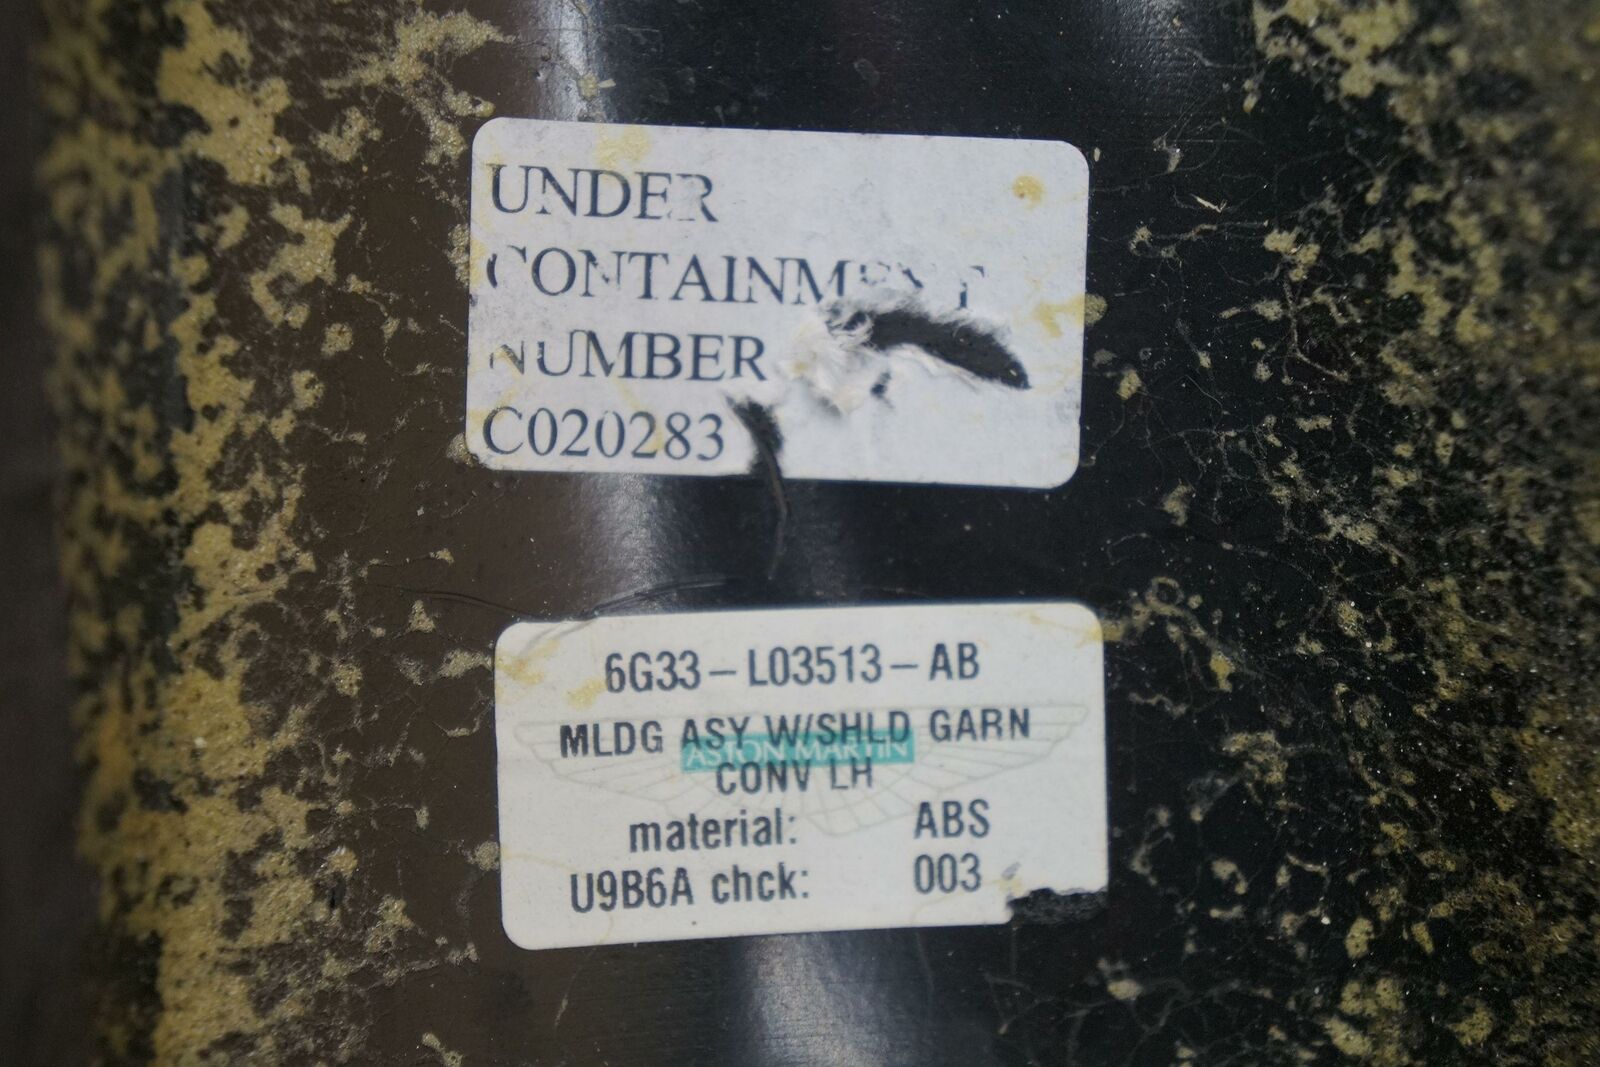 UNDER
CONTAINMENT
NUMBER
C020283
6G33-L03513-AB
MLDG ASY W/SHLD GARN
ASTON MARTIN
CONV LH
material: ABS
U9B6A chck: 003